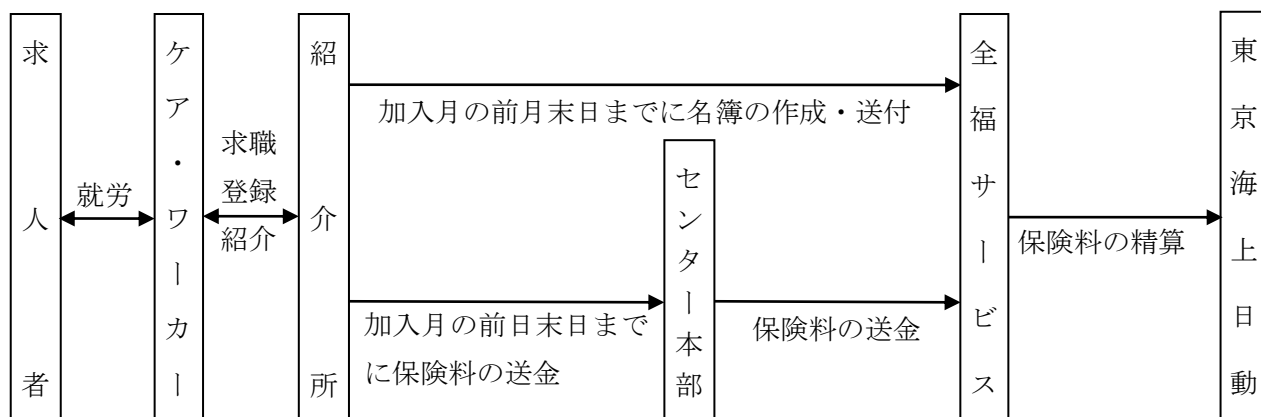 求人者
就労
ケア・ワーカー
求職
登録
紹介
紹介所
加入月の前月末日までに名簿の作成・送付
加入月の前日末日まで
に保険料の送金
センター本部
保険料の送金
全福サービス
保険料の精算
東京海上日動